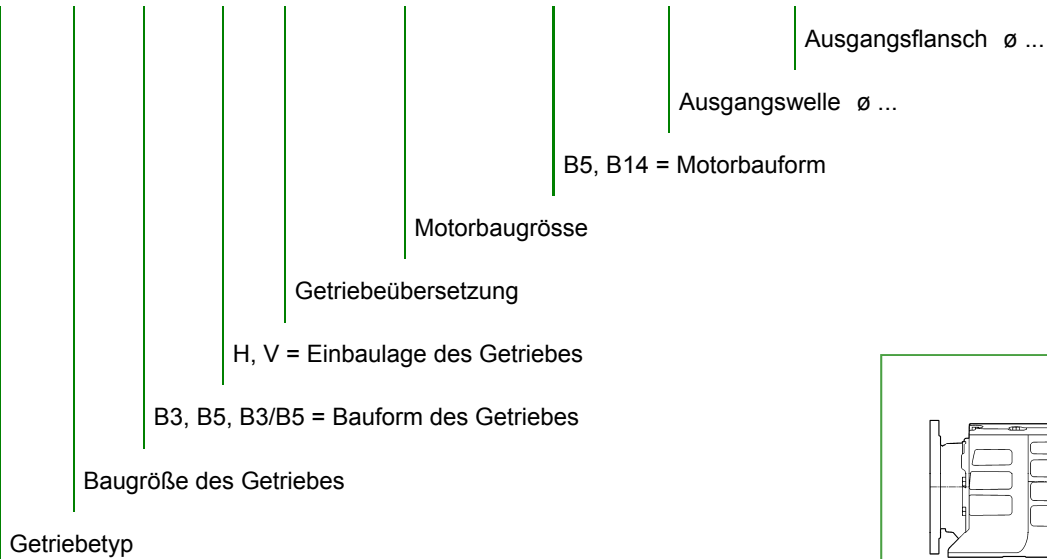 Ausgangsflansch ø ...
Ausgangswelle ø ...
B5, B14 = Motorbauform
Motorbaugrösse
Getriebeübersetzung
H, V = Einbaulage des Getriebes
B3, B5, B3/B5 = Bauform des Getriebes
Baugröße des Getriebes
Getriebetyp